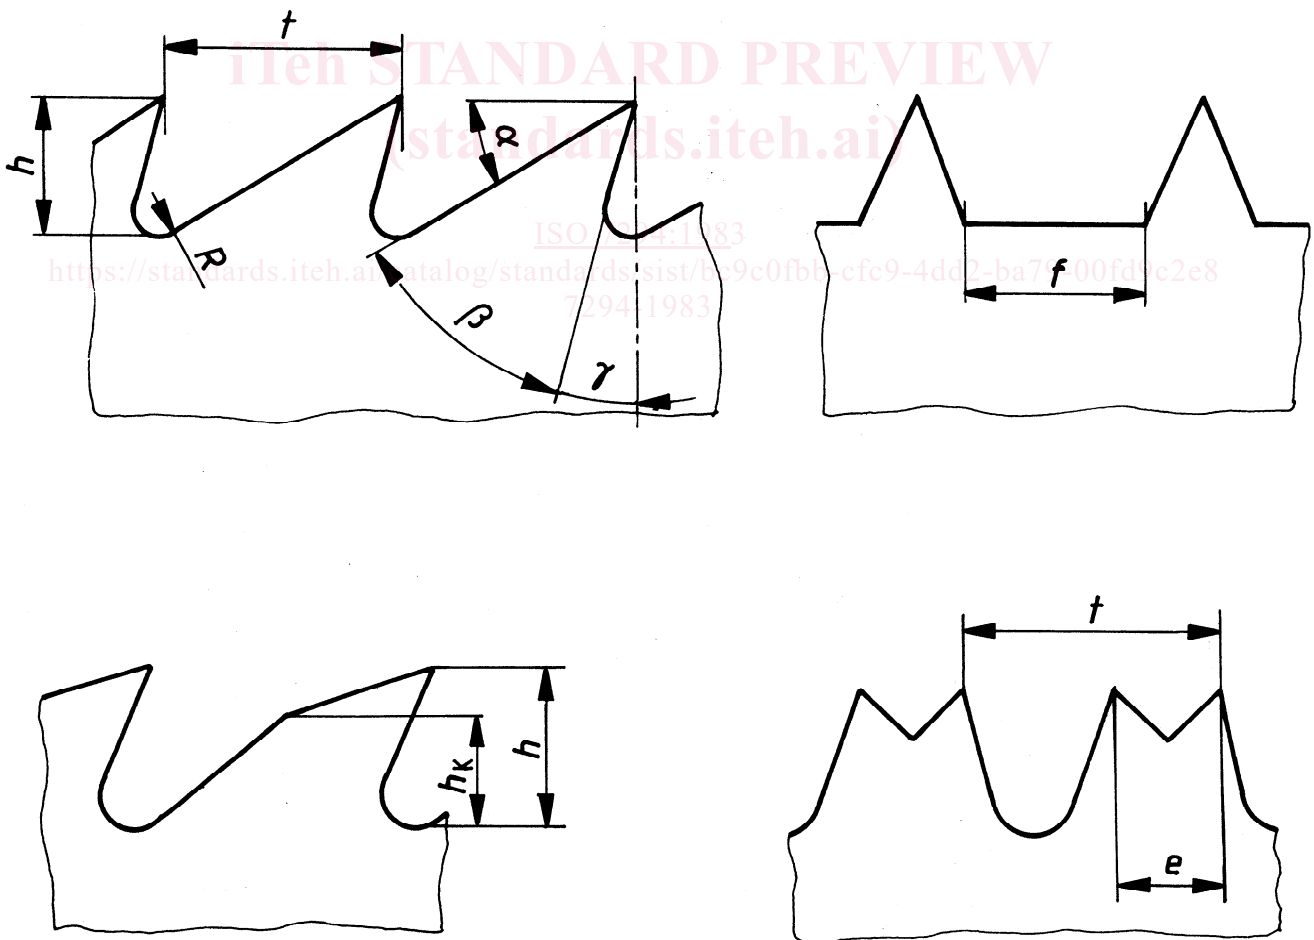 t
iTeh STANDARD PREVIEW
(standards.iteh.ai)
h
α
R
ISO 7294:1983
https://standards.iteh.ai/catalog/standards/sist/bc9c0fbb-cfc9-4dd2-ba79-00fd9c2e8
7294-1983
f
β
γ
t
h
hK
e